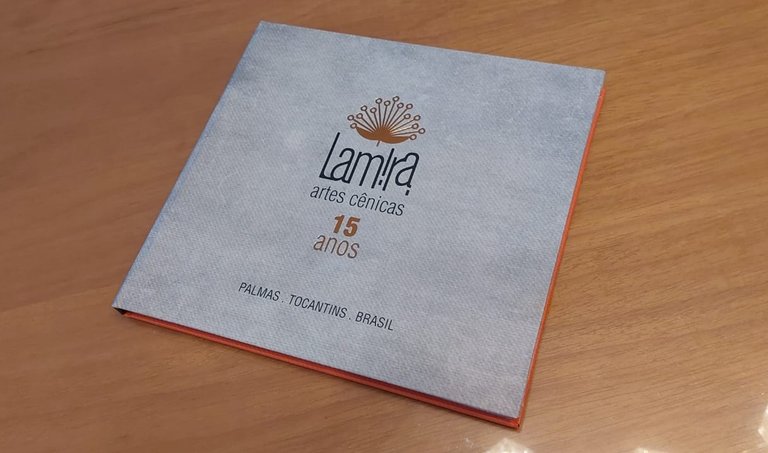 Lamira
artes cênicas
15
anos
PALMAS . TOCANTINS . BRASIL